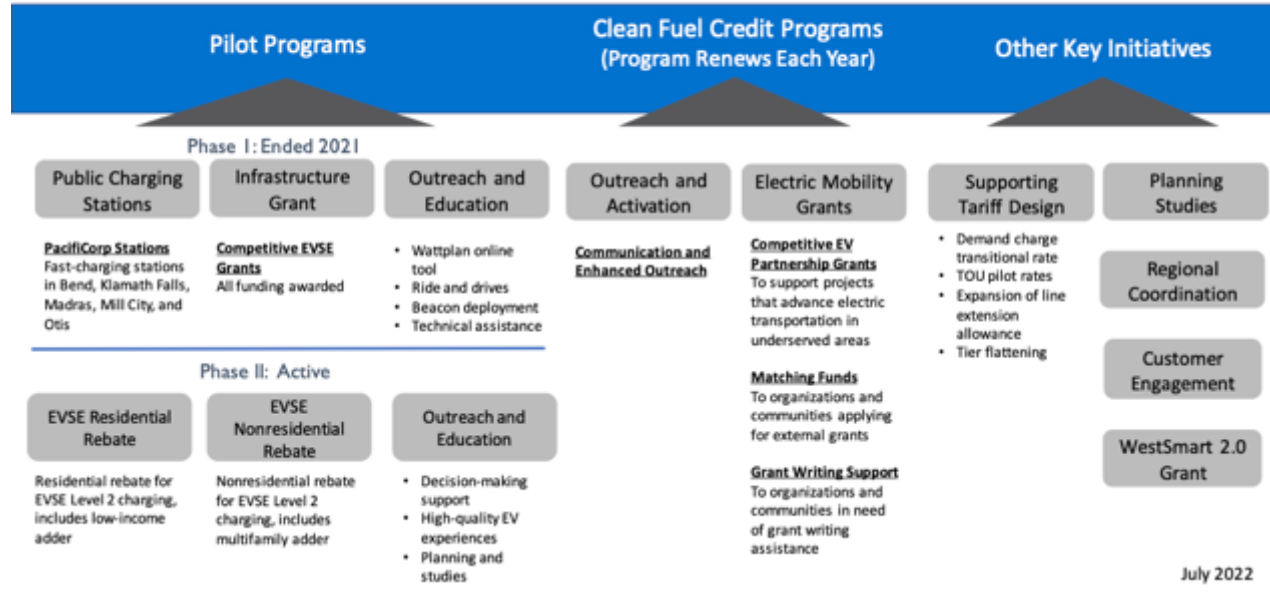 Pilot Programs
Clean Fuel Credit Programs
(Program Renews Each Year)
Other Key Initiatives
Phase I: Ended 2021
Public Charging
Stations
PacifiCorp Stations
Fast-charging stations
in Bend, Klamath Falls,
Madras, Mill City, and
Otis
Infrastructure
Grant
Competitive EVSE
Grants
All funding awarded
Outreach and
Education
• Wattplan online
tool
• Ride and drives
• Beacon deployment
• Technical assistance
Phase II: Active
EVSE Residential
Rebate
Residential rebate for
EVSE Level 2 charging,
includes low-income
adder
EVSE
Nonresidential
Rebate
Nonresidential rebate
for EVSE Level 2
charging, includes
multifamily adder
Outreach and
Education
• Decision-making
support
• High-quality EV
experiences
• Planning and
studies
Outreach and
Activation
Communication and
Enhanced Outreach
Electric Mobility
Grants
Competitive EV
Partnership Grants
To support projects
that advance electric
transportation in
underserved areas
Matching Funds
To organizations and
communities applying
for external grants
Grant Writing Support
To organizations and
communities in need
of grant writing
assistance
Supporting
Tariff Design
• Demand charge
transitional rate
• TOU pilot rates
• Expansion of line
extension
allowance
• Tier flattening
Planning
Studies
Regional
Coordination
Customer
Engagement
WestSmart 2.0
Grant
July 2022